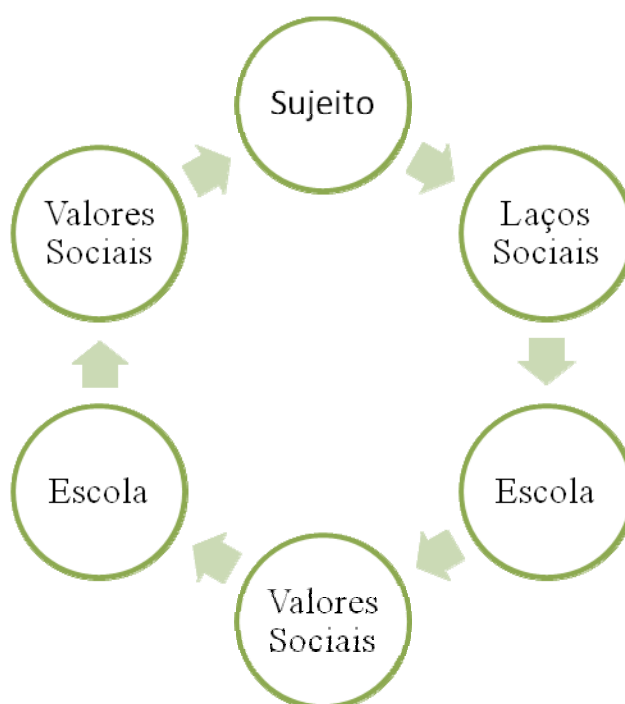 Sujeito
Laços
Sociais
Escola
Valores
Sociais
Escola
Valores
Sociais